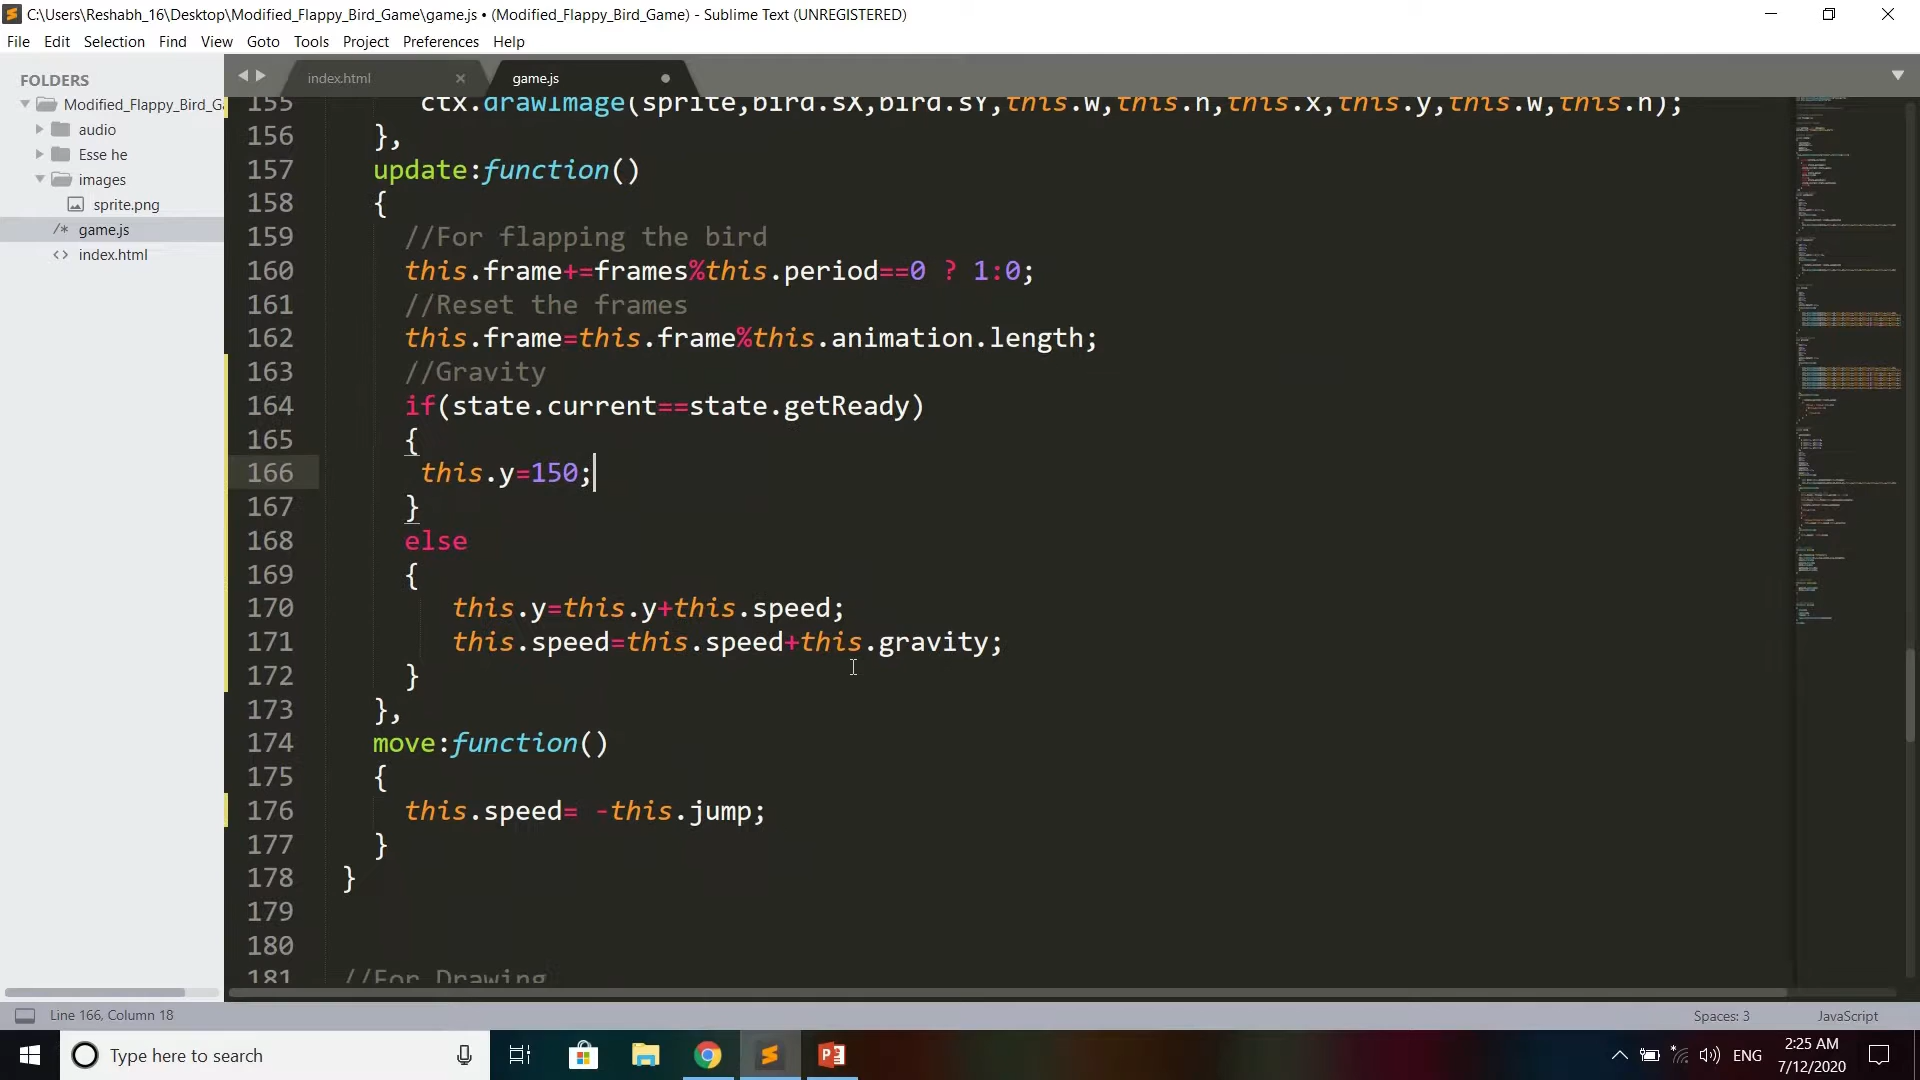 C:\Users\Reshabh_16\Desktop\Modified_Flappy_Bird_Game\game.js • (Modified_Flappy_Bird_Game) - Sublime Text (UNREGISTERED)
File Edit Selection Find View Goto Tools Project Preferences Help
FOLDERS
Modified_Flappy_Bird_G
audio
Esse he
images
sprite.png
/* game.js
<> index.html
index.html ×
game.js
155 ctx.drawImage(sprite,bird.sX,bird.sY,this.w,this.h,this.x,this.y,this.w,this.h);
156 },
157 update:function()
158 {
159 //For flapping the bird
160 this.frame+=frames%this.period==0 ? 1:0;
161 //Reset the frames
162 this.frame=this.frame%this.animation.length;
163 //Gravity
164 if(state.current==state.getReady)
165 {
166 this.y=150;
167 }
168 else
169 {
170 this.y=this.y+this.speed;
171 this.speed=this.speed+this.gravity;
172 }
173 },
174 move:function()
175 {
176 this.speed= -this.jump;
177 }
178 }
179
180
181 //For Drawing
Line 166, Column 18
Spaces: 3
JavaScript
Type here to search
ENG
2:25 AM
7/12/2020